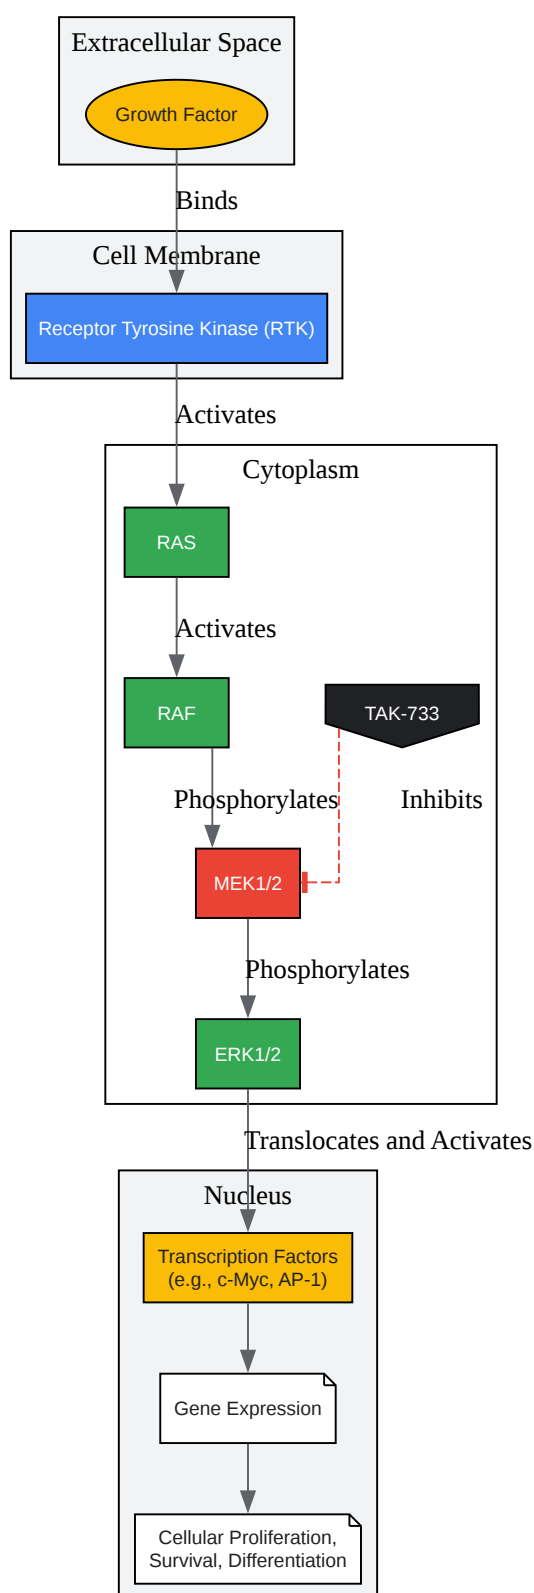 Extracellular Space
Growth Factor
Binds
Cell Membrane
Receptor Tyrosine Kinase (RTK)
Activates
Cytoplasm
RAS
Activates
RAF
TAK-733
Phosphorylates
Inhibits
MEK1/2
Phosphorylates
ERK1/2
Translocates and Activates
Nucleus
Transcription Factors
(e.g., c-Myc, AP-1)
Gene Expression
Cellular Proliferation,
Survival, Differentiation